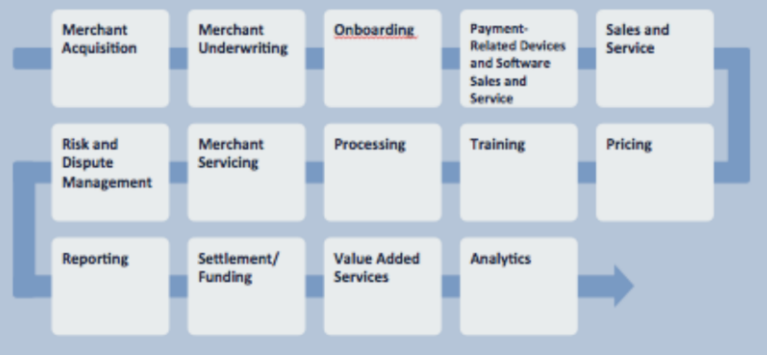 Merchant
Acquisition
Merchant
Underwriting
Onboarding
Payment-
Related Devices
and Software
Sales and
Service
Sales and
Service
Risk and
Dispute
Management
Merchant
Servicing
Processing
Training
Pricing
Reporting
Settlement/
Funding
Value Added
Services
Analytics